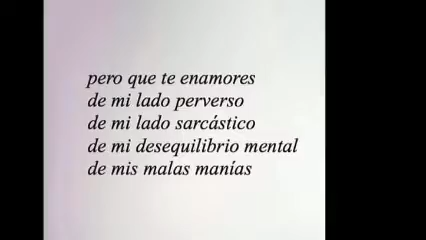 pero que te enamores
de mi lado perverso
de mi lado sarcástico
de mi desequilibrio mental
de mis malas manías